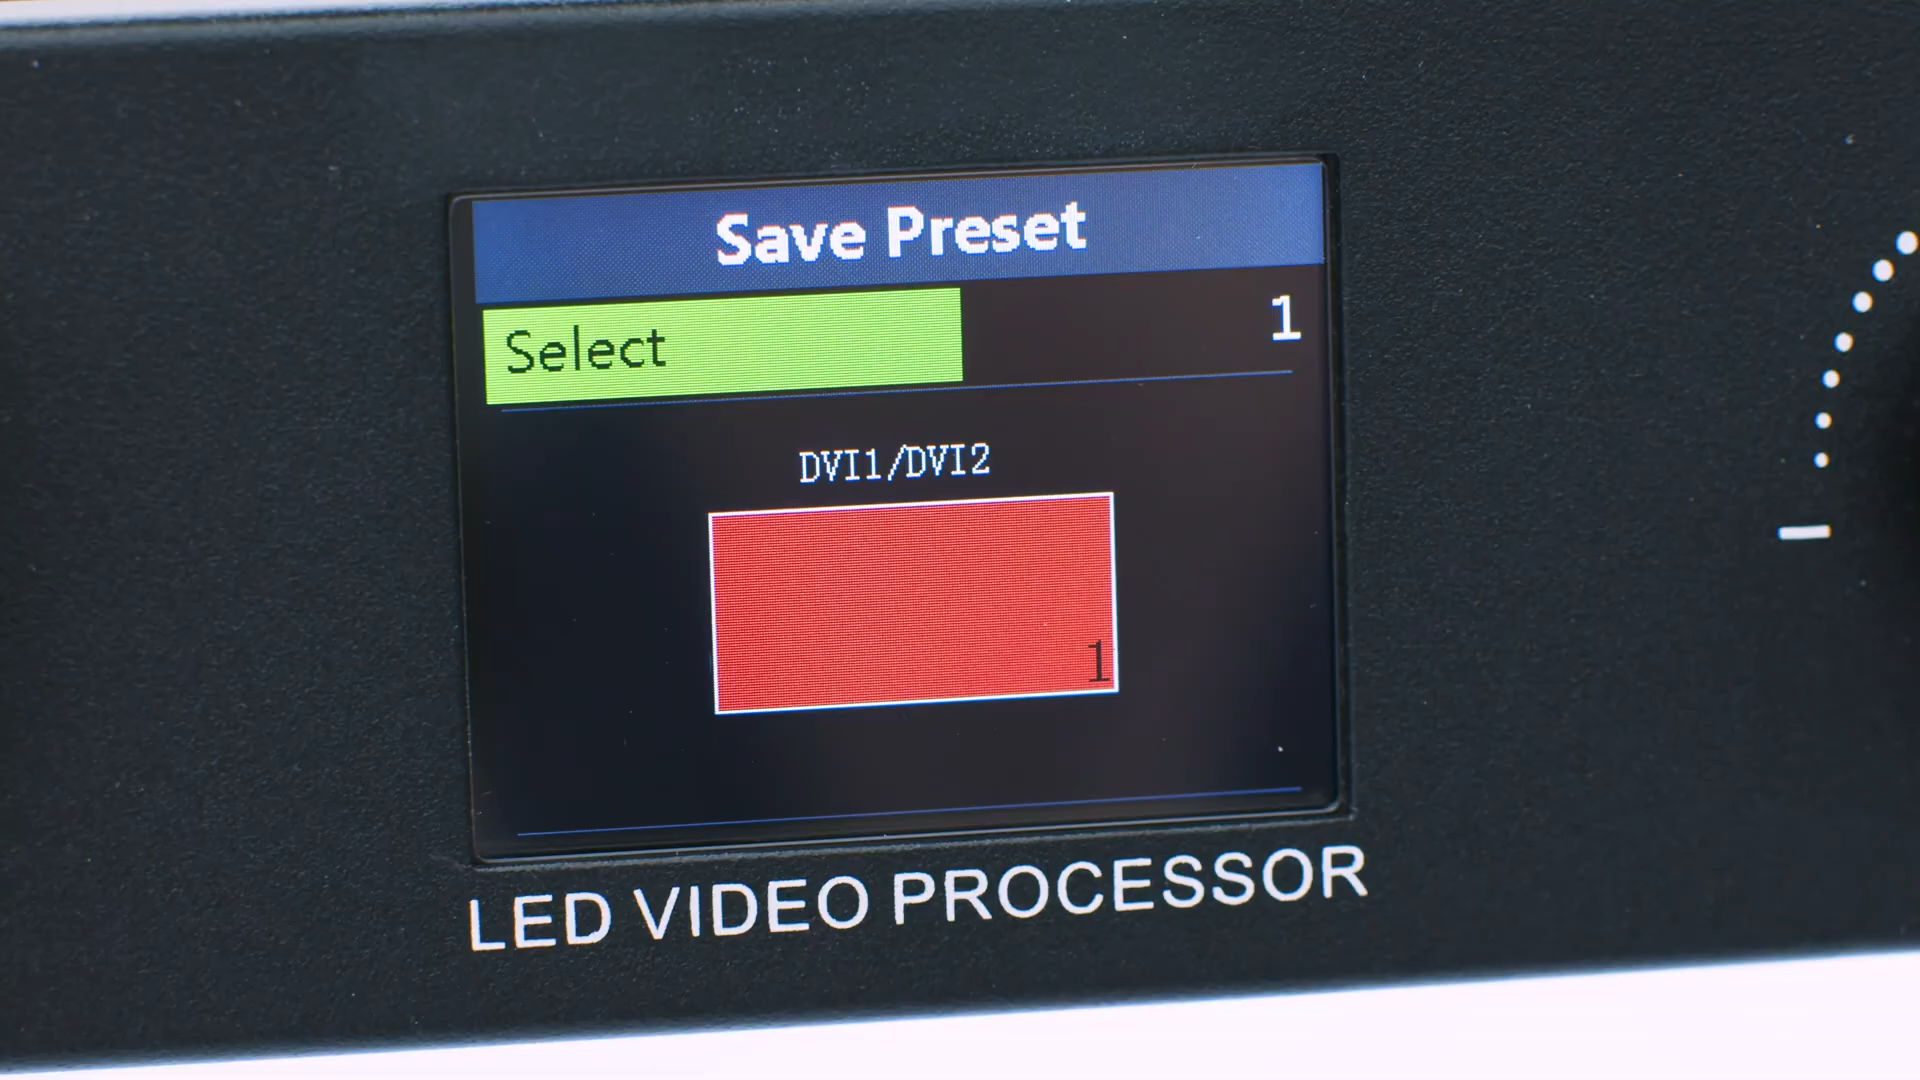 Save Preset
Select 1
DVI1/DVI2
1
LED VIDEO PROCESSOR